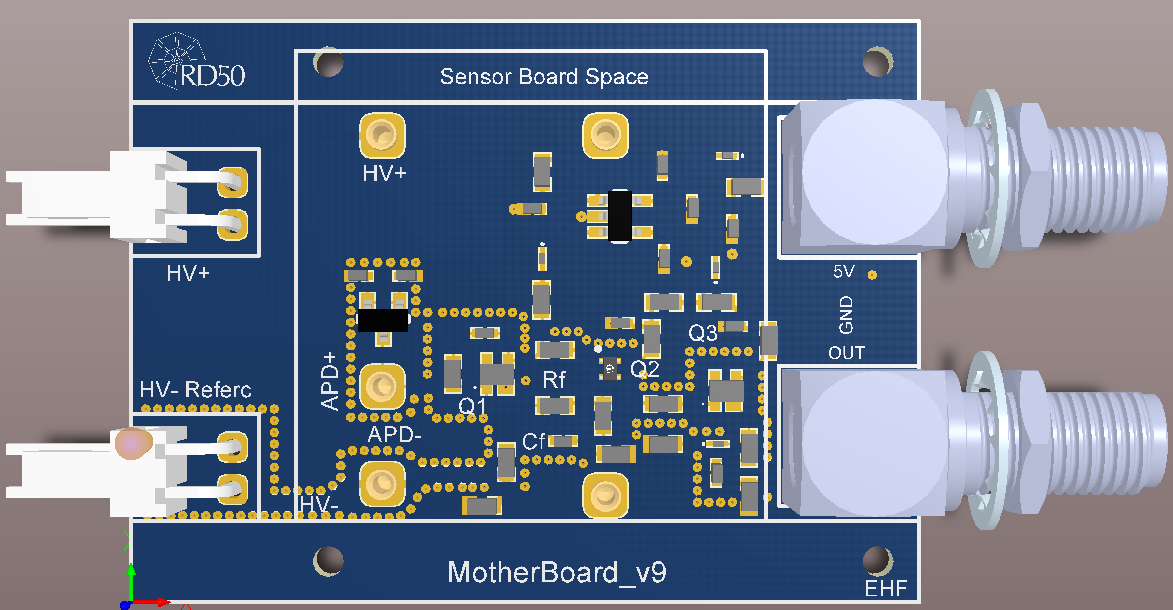 RD50
Sensor Board Space
HV+
HV+
5V
GND
OUT
Q3
Q2
APD+
Rf
HV- Referc
Q1
APD-
Cf
HV-
MotherBoard_v9
EHF